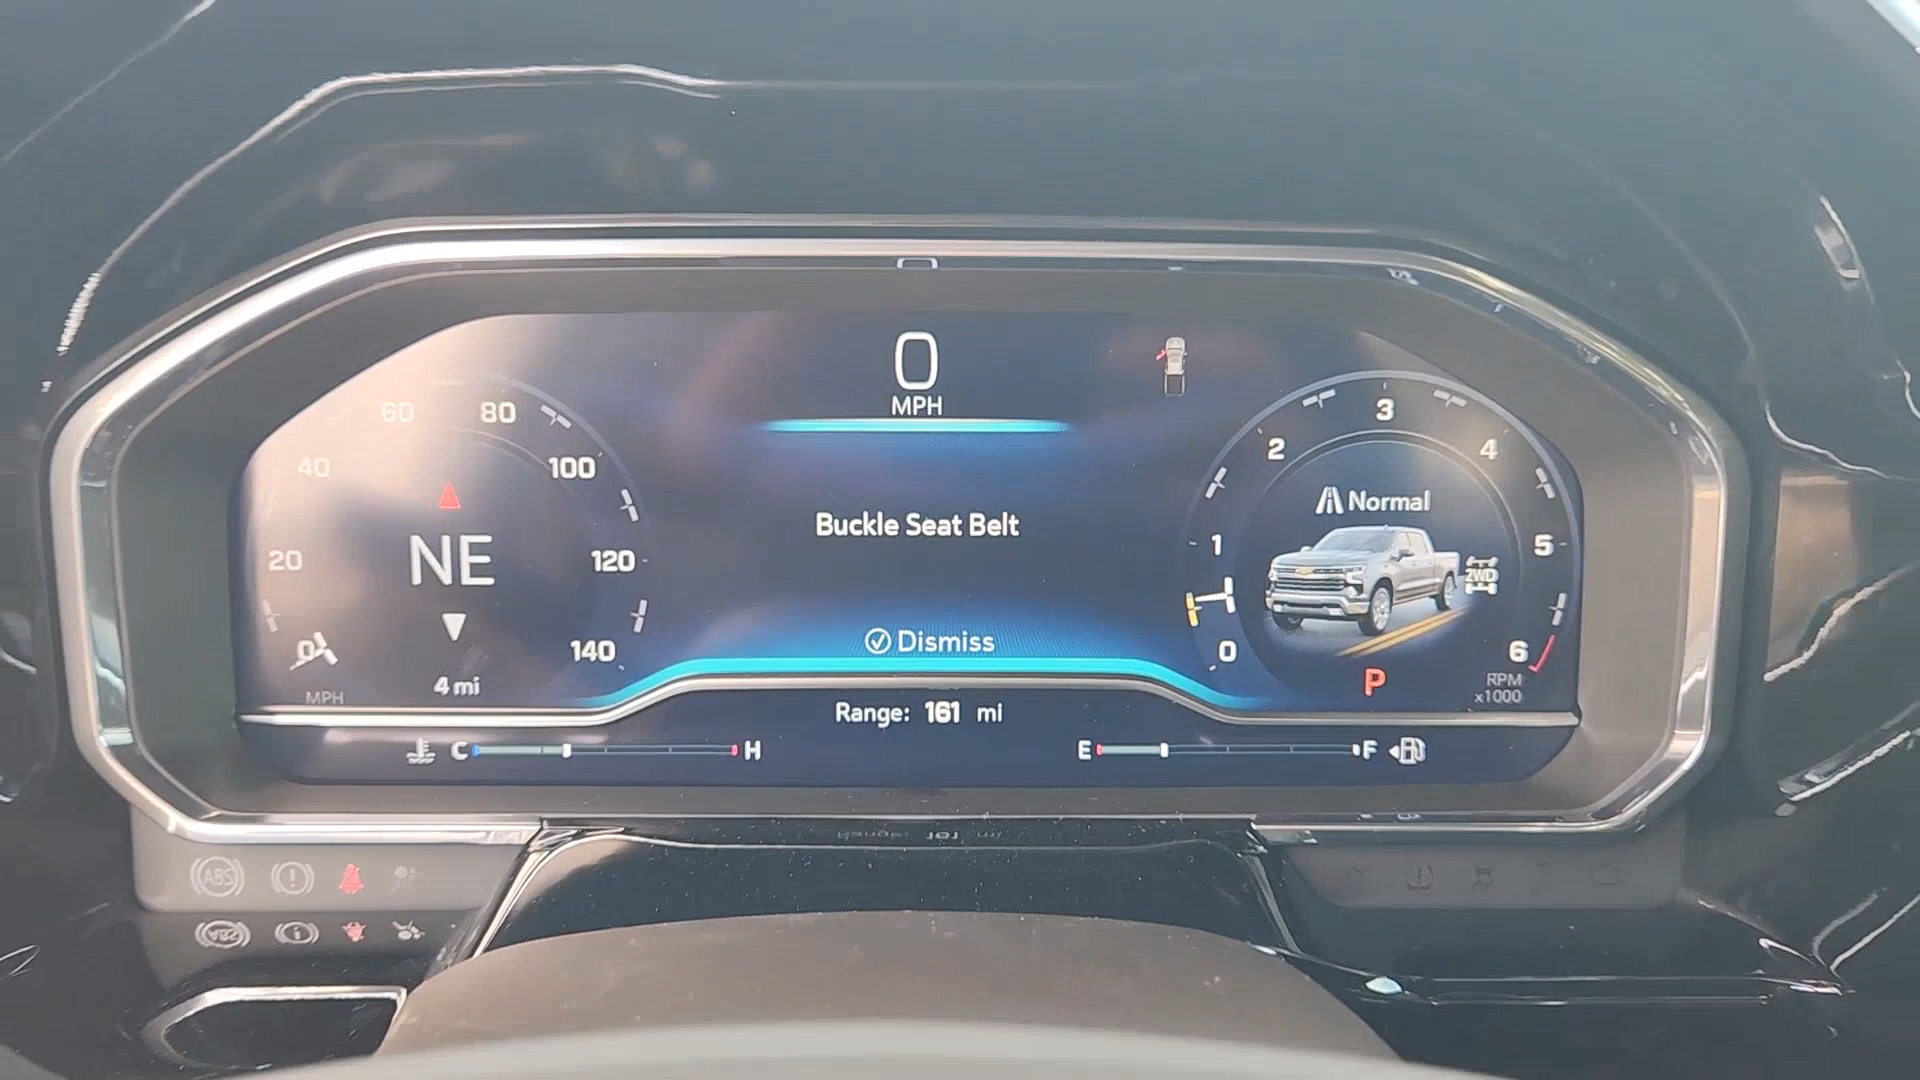 0
MPH
60
80
40
100
20
120
0
140
MPH
NE
4 mi
Buckle Seat Belt
Dismiss
3
2
4
1
5
0
6
Normal
2WD
P
RPM
x1000
Range: 161 mi
C
H
E
F
ABS